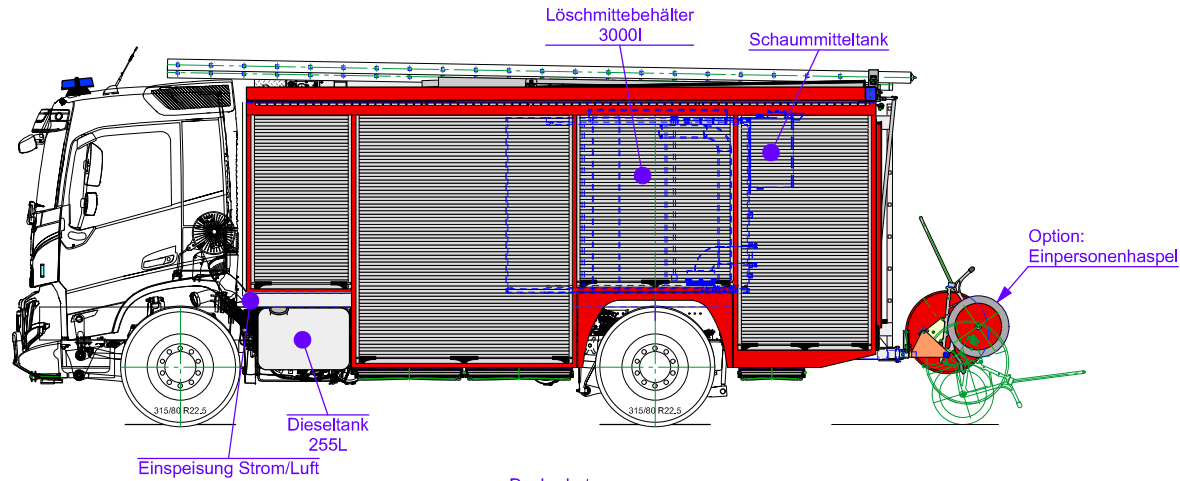 Löschmittebehälter
3000l
Schaummitteltank
Option:
Einpersonenhaspel
315/80 R22.5
315/80 R22.5
Dieseltank
255L
Einspeisung Strom/Luft